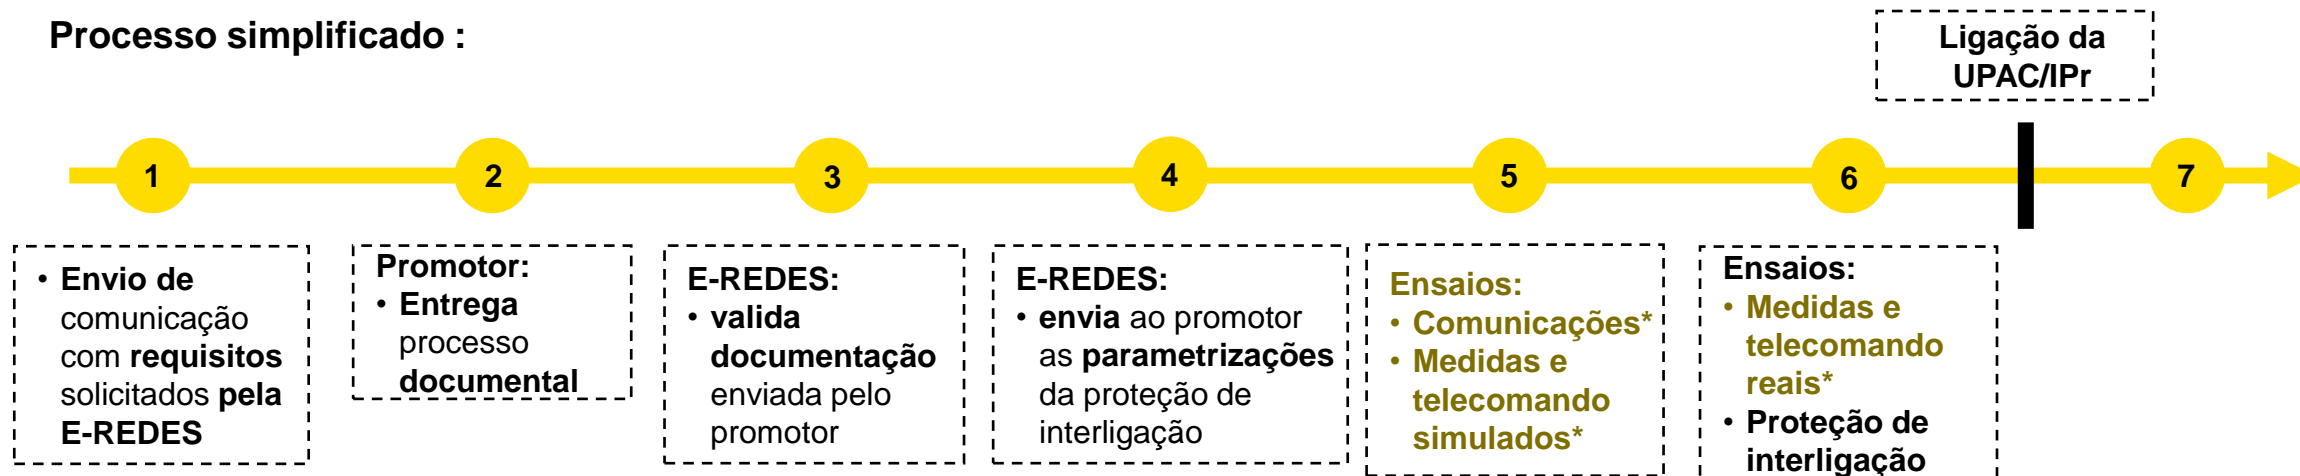 Processo simplificado :
Ligação da
UPAC/IPr
1
2
3
4
5
6
7
• Envio de
comunicação
com requisitos
solicitados pela
E-REDES
Promotor:
• Entrega
processo
documental
E-REDES:
• valida
documentação
enviada pelo
promotor
E-REDES:
• envia ao promotor
as parametrizações
da proteção de
interligação
Ensaios:
• Comunicações*
• Medidas e
telecomando
simulados*
Ensaios:
• Medidas e
telecomando
reais*
• Proteção de
interligação